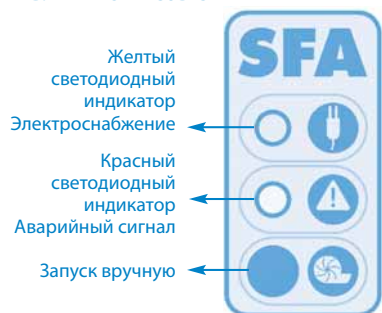 SFA
Желтый
светодиодный
индикатор
Электроснабжение
Красный
светодиодный
индикатор
Аварийный сигнал
Запуск вручную